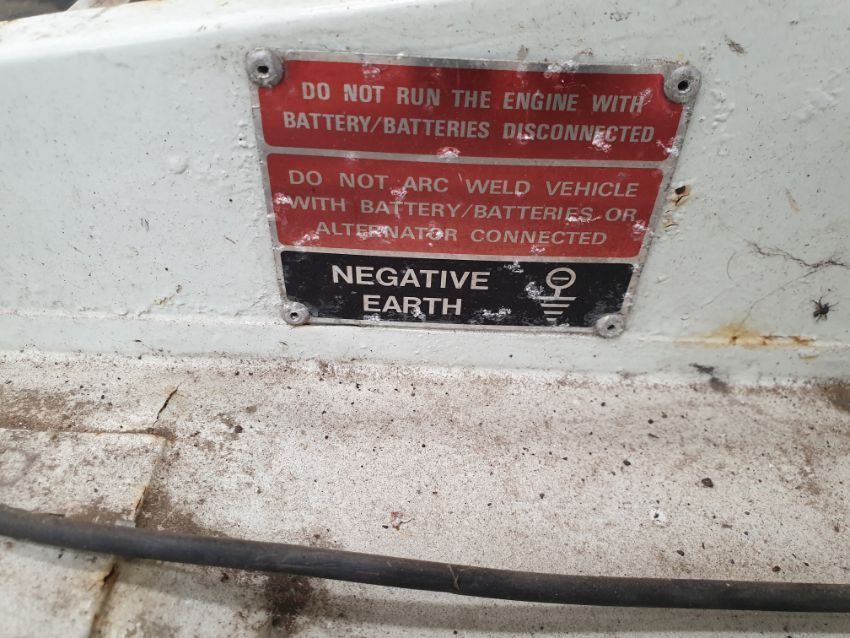 DO NOT RUN THE ENGINE WITH
BATTERY/BATTERIES DISCONNECTED
DO NOT ARC WELD VEHICLE
WITH BATTERY/BATTERIES OR
ALTERNATOR CONNECTED
NEGATIVE
EARTH